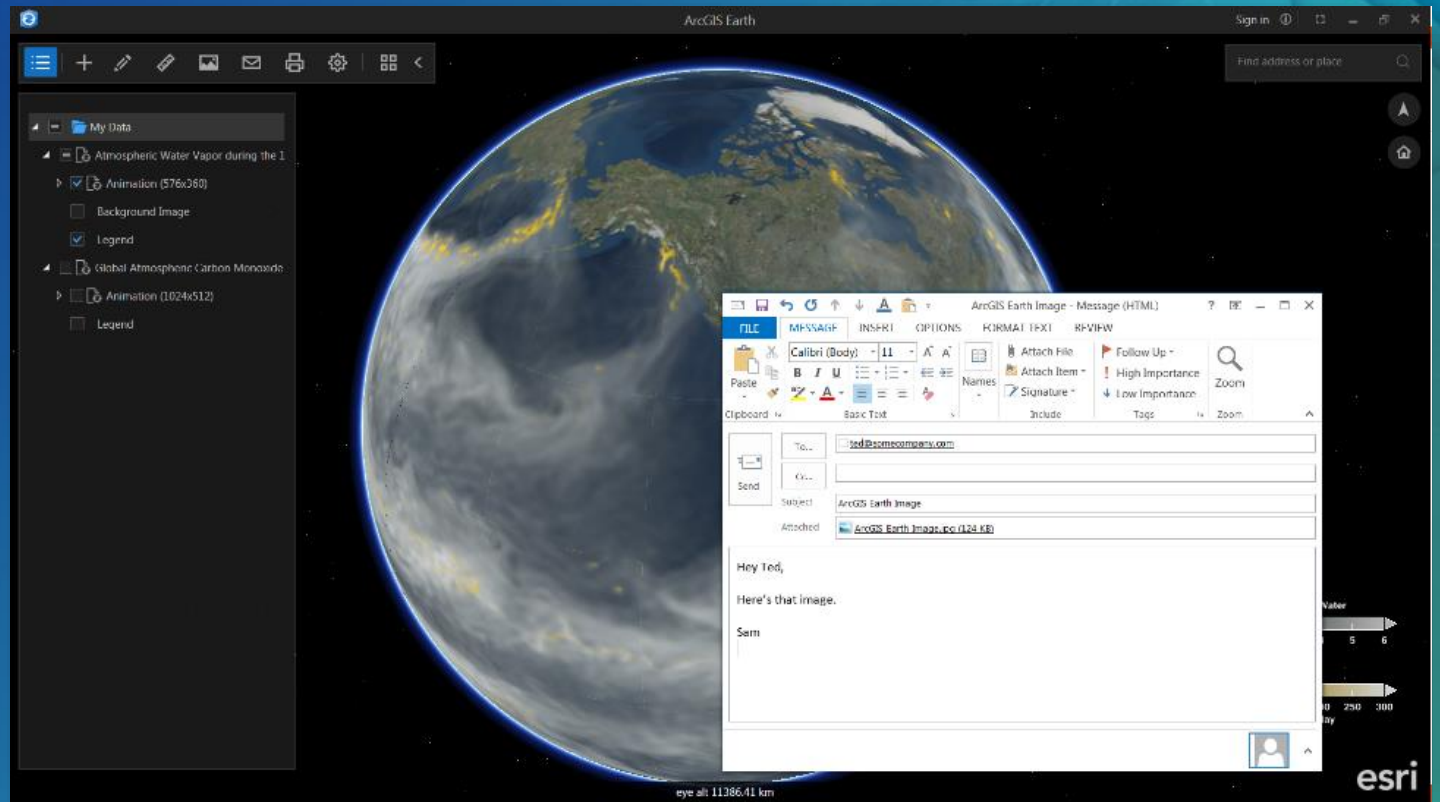 ArcGIS Earth
Sign in
Find address or place
My Data
Atmospheric Water Vapor during the 1
Animation (576x360)
Background Image
Legend
Global Atmospheric Carbon Monoxide
Animation (1024x512)
Legend
ArcGIS Earth Image - Message (HTML)
FILE MESSAGE INSERT OPTIONS FORMAT TEXT REVIEW
Calibri (Body) 11
Paste
B I U
Names
Attach File
Attach Item
Signature
Follow Up
High Importance
Low Importance
Zoom
Clipboard Basic Text Include Tags Zoom
Send
To...
ted@somecompany.com
Cc...
Subject
ArcGIS Earth Image
Attached
ArcGIS Earth Image.jpg (124 KB)
Hey Ted,
Here's that image.
Sam
Water
5 6
250 300
eye alt 11386.41 km
esri